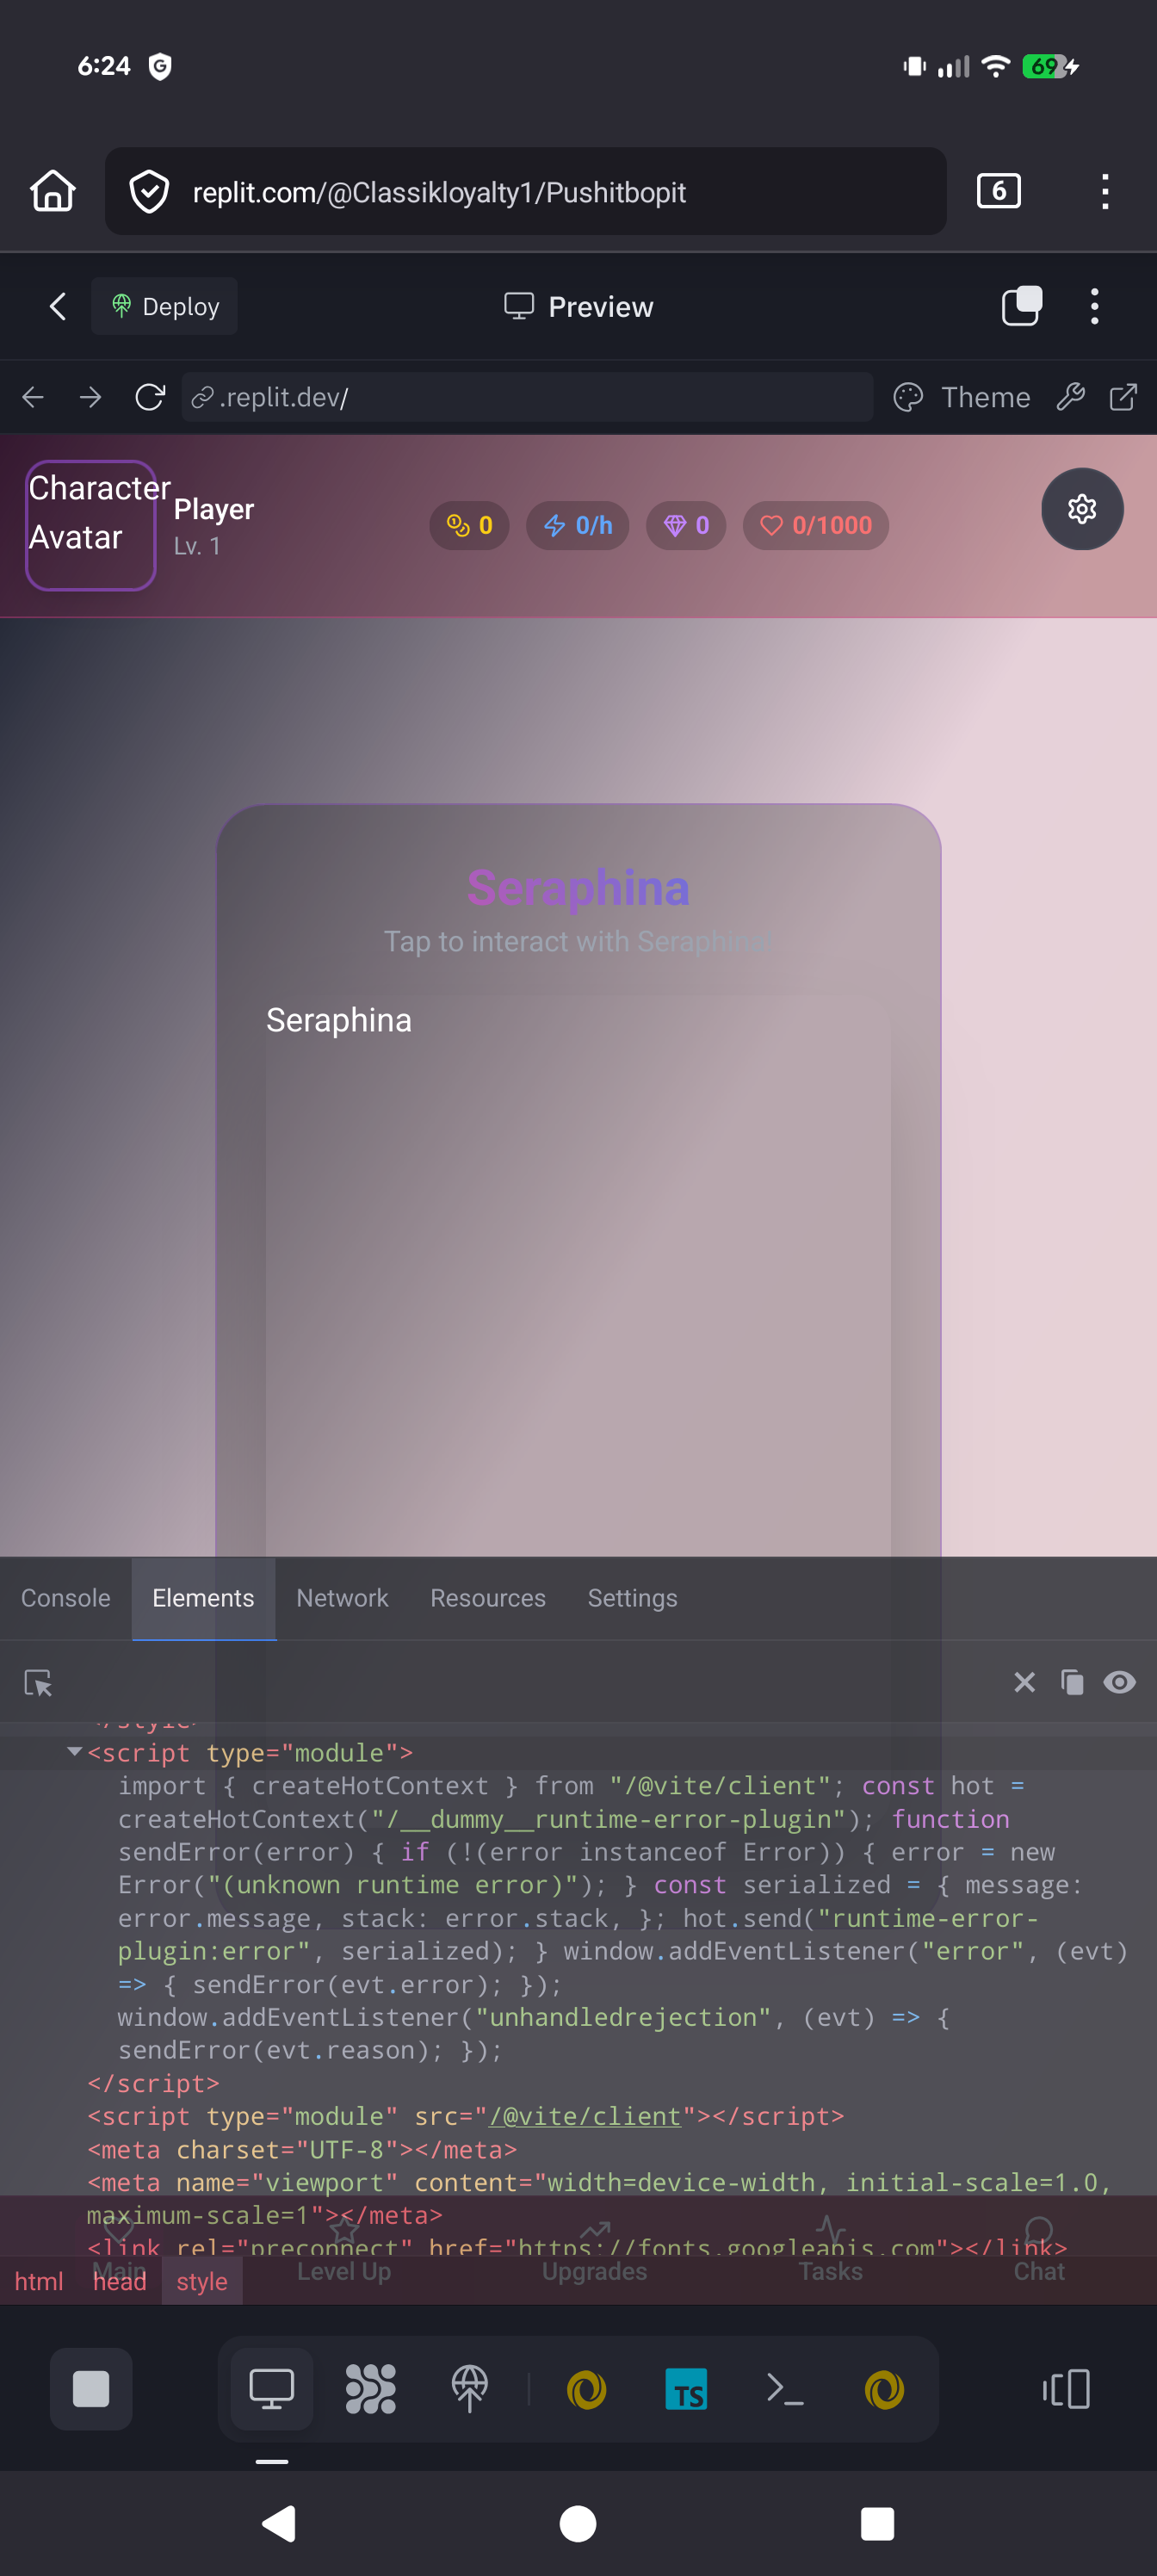 6:24
69
replit.com/@Classikloyalty1/Pushitbopit
6
Deploy
Preview
.replit.dev/
Theme
Character
Avatar
Player
Lv. 1
0
0/h
0
0/1000
Seraphina
Tap to interact with Seraphina!
Seraphina
Console Elements Network Resources Settings
</style>
<script type="module">
import { createHotContext } from "/@vite/client"; const hot =
createHotContext("/__dummy__runtime-error-plugin"); function
sendError(error) { if (!(error instanceof Error)) { error = new
Error("(unknown runtime error)"); } const serialized = { message:
error.message, stack: error.stack, }; hot.send("runtime-error-
plugin:error", serialized); } window.addEventListener("error", (evt)
=> { sendError(evt.error); });
window.addEventListener("unhandledrejection", (evt) => {
sendError(evt.reason); });
</script>
<script type="module" src="/@vite/client"></script>
<meta charset="UTF-8"></meta>
<meta name="viewport" content="width=device-width, initial-scale=1.0,
maximum-scale=1"></meta>
<link rel="preconnect" href="https://fonts.googleapis.com"></link>
Main Level Up Upgrades Tasks Chat
html head style
TS